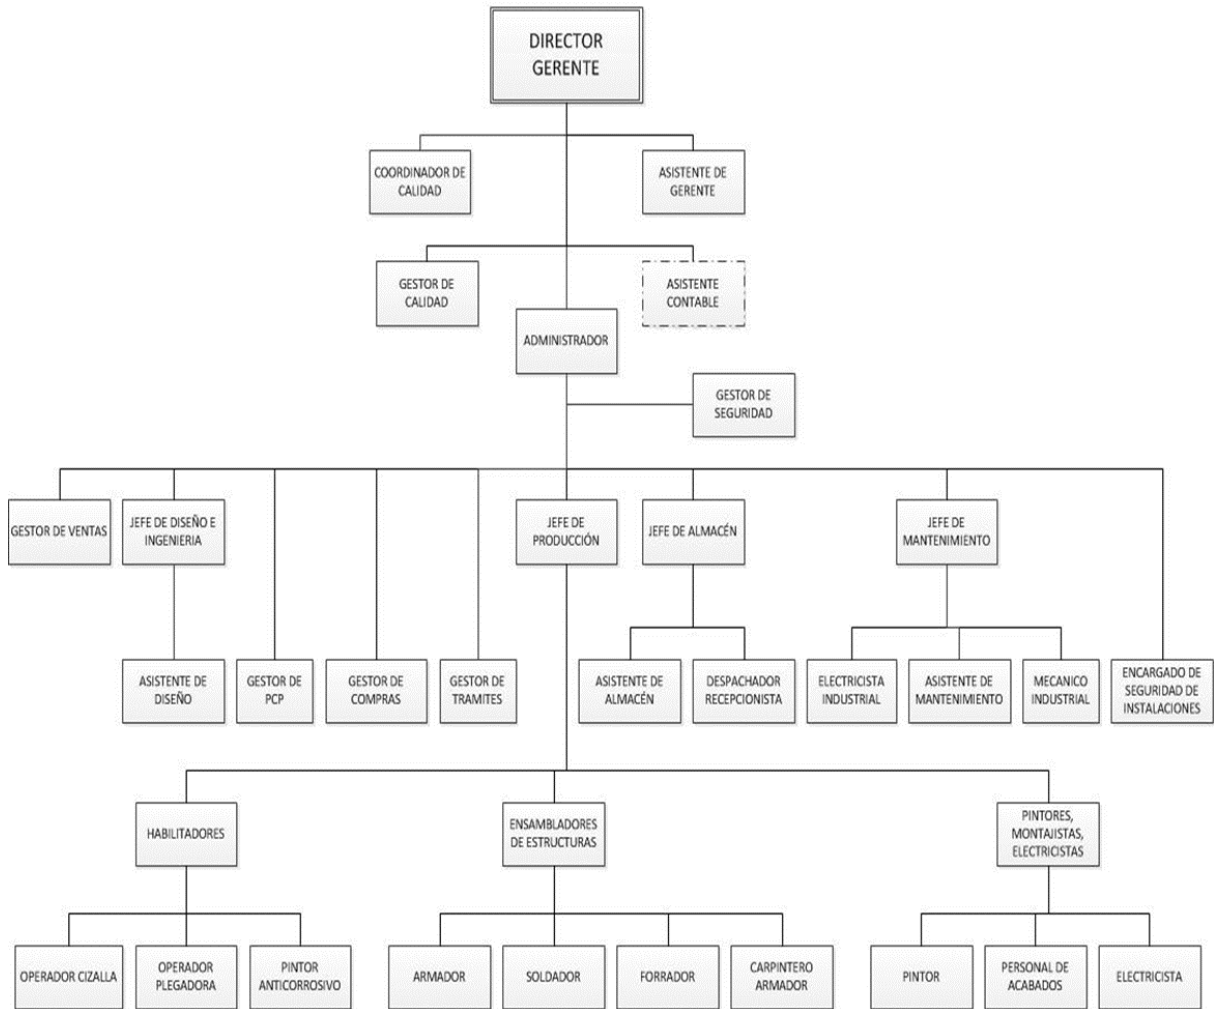 DIRECTOR
GERENTE
COORDINADOR DE
CALIDAD
ASISTENTE DE
GERENTE
GESTOR DE
CALIDAD
ASISTENTE
CONTABLE
ADMINISTRADOR
GESTOR DE
SEGURIDAD
GESTOR DE VENTAS
JEFE DE DISEÑO E
INGENIERIA
JEFE DE
PRODUCCIÓN
JEFE DE ALMACÉN
JEFE DE
MANTENIMIENTO
ASISTENTE DE
DISEÑO
GESTOR DE
PCP
GESTOR DE
COMPRAS
GESTOR DE
TRAMITES
ASISTENTE DE
ALMACÉN
DESPACHADOR
RECEPCIONISTA
ELECTRICISTA
INDUSTRIAL
ASISTENTE DE
MANTENIMIENTO
MECANICO
INDUSTRIAL
ENCARGADO DE
SEGURIDAD DE
INSTALACIONES
HABILITADORES
ENSAMBLADORES
DE ESTRUCTURAS
PINTORES,
MONTAJISTAS,
ELECTRICISTAS
OPERADOR CIZALLA
OPERADOR
PLEGADORA
PINTOR
ANTICORROSIVO
ARMADOR
SOLDADOR
FORRADOR
CARPINTERO
ARMADOR
PINTOR
PERSONAL DE
ACABADOS
ELECTRICISTA